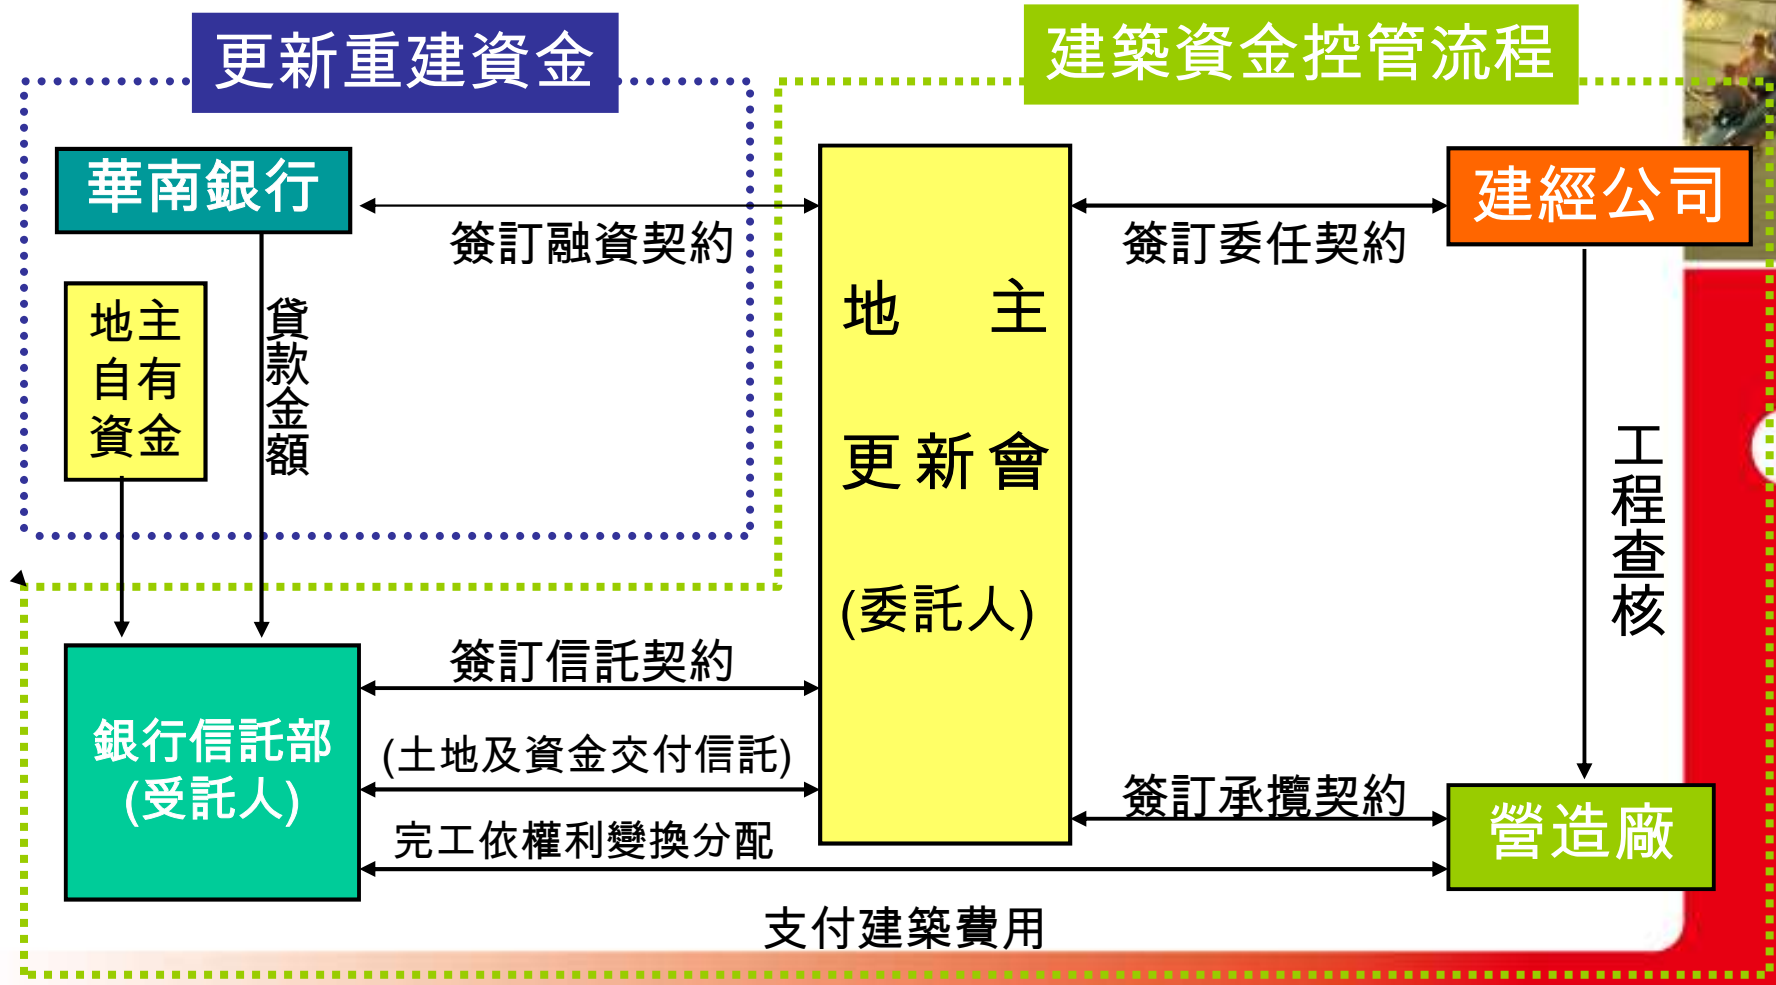 更新重建資金
建築資金控管流程
華南銀行
簽訂融資契約
簽訂委任契約
建經公司
地主
自有
資金
貸款金額
地 主
更新會
(委託人)
工程查核
簽訂信託契約
銀行信託部
(受託人)
(土地及資金交付信託)
完工依權利變換分配
簽訂承攬契約
營造廠
支付建築費用